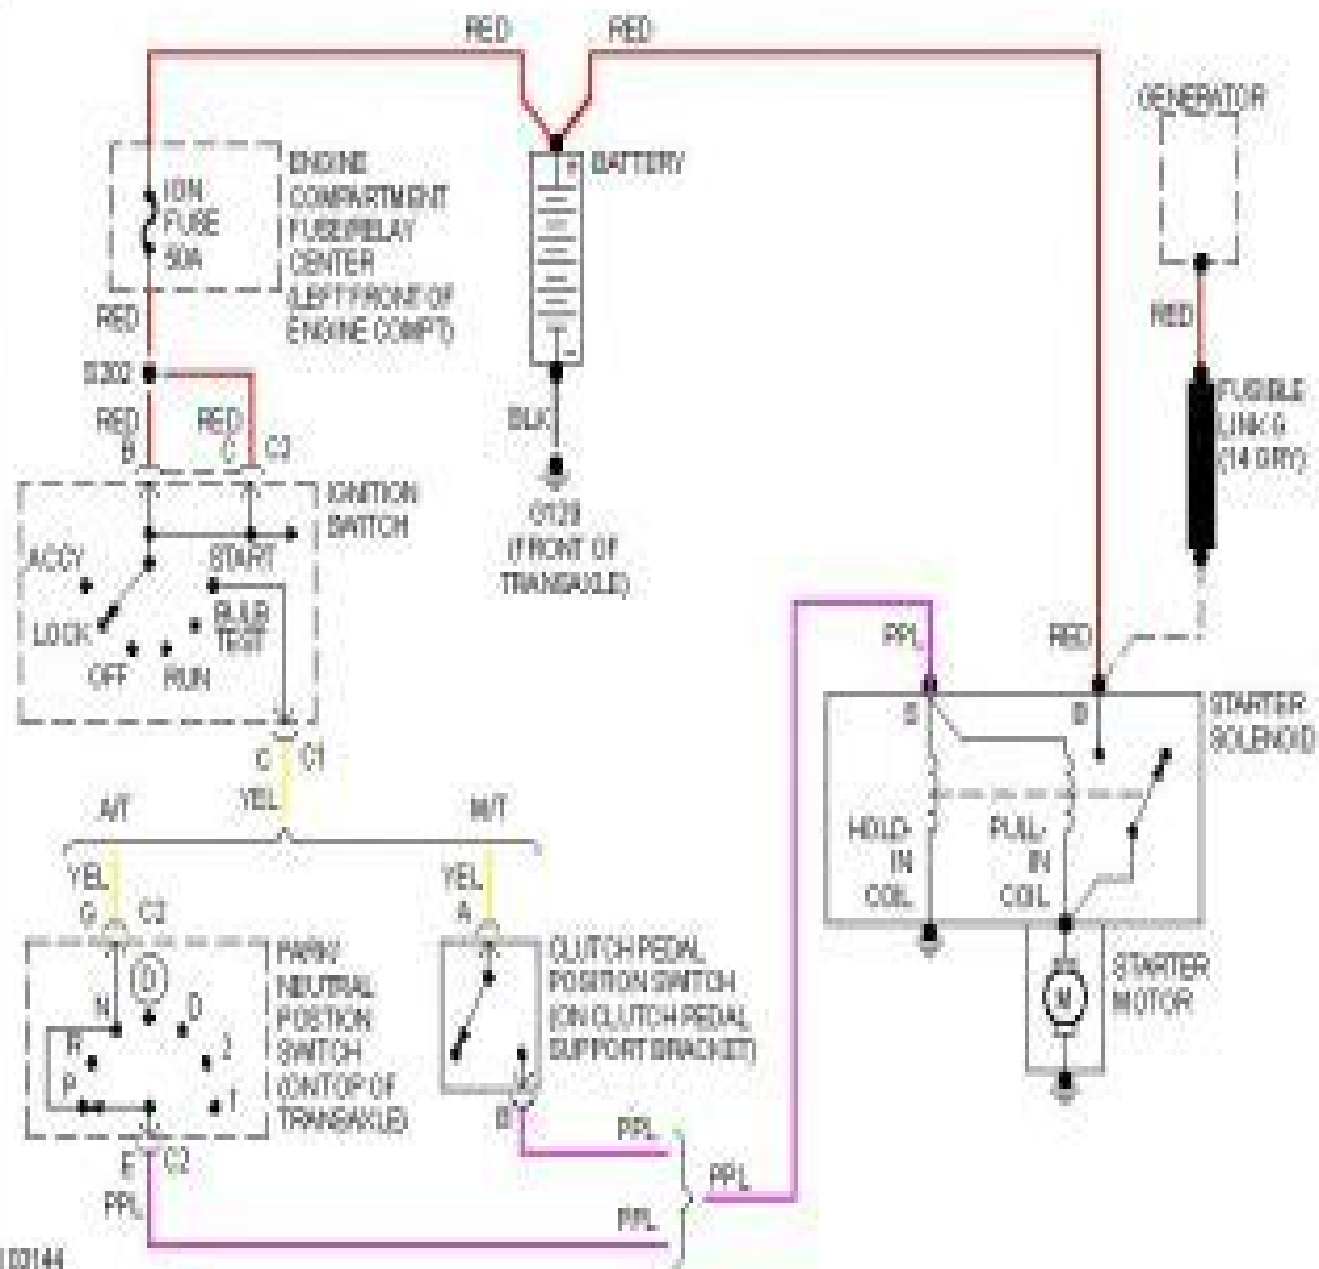 RED
RED
GENERATOR
BATTERY
IGN
FUSE
50A
ENGINE
COMPARTMENT
FUSE/RELAY
CENTER
(LEFT FRONT OF
ENGINE COMPT)
RED
RED
S202
FUSIBLE
LINK G
(14 GRY)
RED
RED
BLK
B
C
C2
IGNITION
SWITCH
G129
(FRONT OF
TRANSAXLE)
ACCY
START
LOCK
BULB
TEST
OFF
RUN
PPL
RED
S
B
STARTER
SOLENOID
C
C1
YEL
A/T
M/T
HOLD-
IN
COIL
PULL-
IN
COIL
YEL
YEL
G
C2
A
PARK/
NEUTRAL
POSTION
SWITCH
(ON TOP OF
TRANSAXLE)
CLUTCH PEDAL
POSITION SWITCH
(ON CLUTCH PEDAL
SUPPORT BRACKET)
STARTER
MOTOR
M
N
D
D
R
2
P
1
B
E
C2
PPL
PPL
PPL
PPL